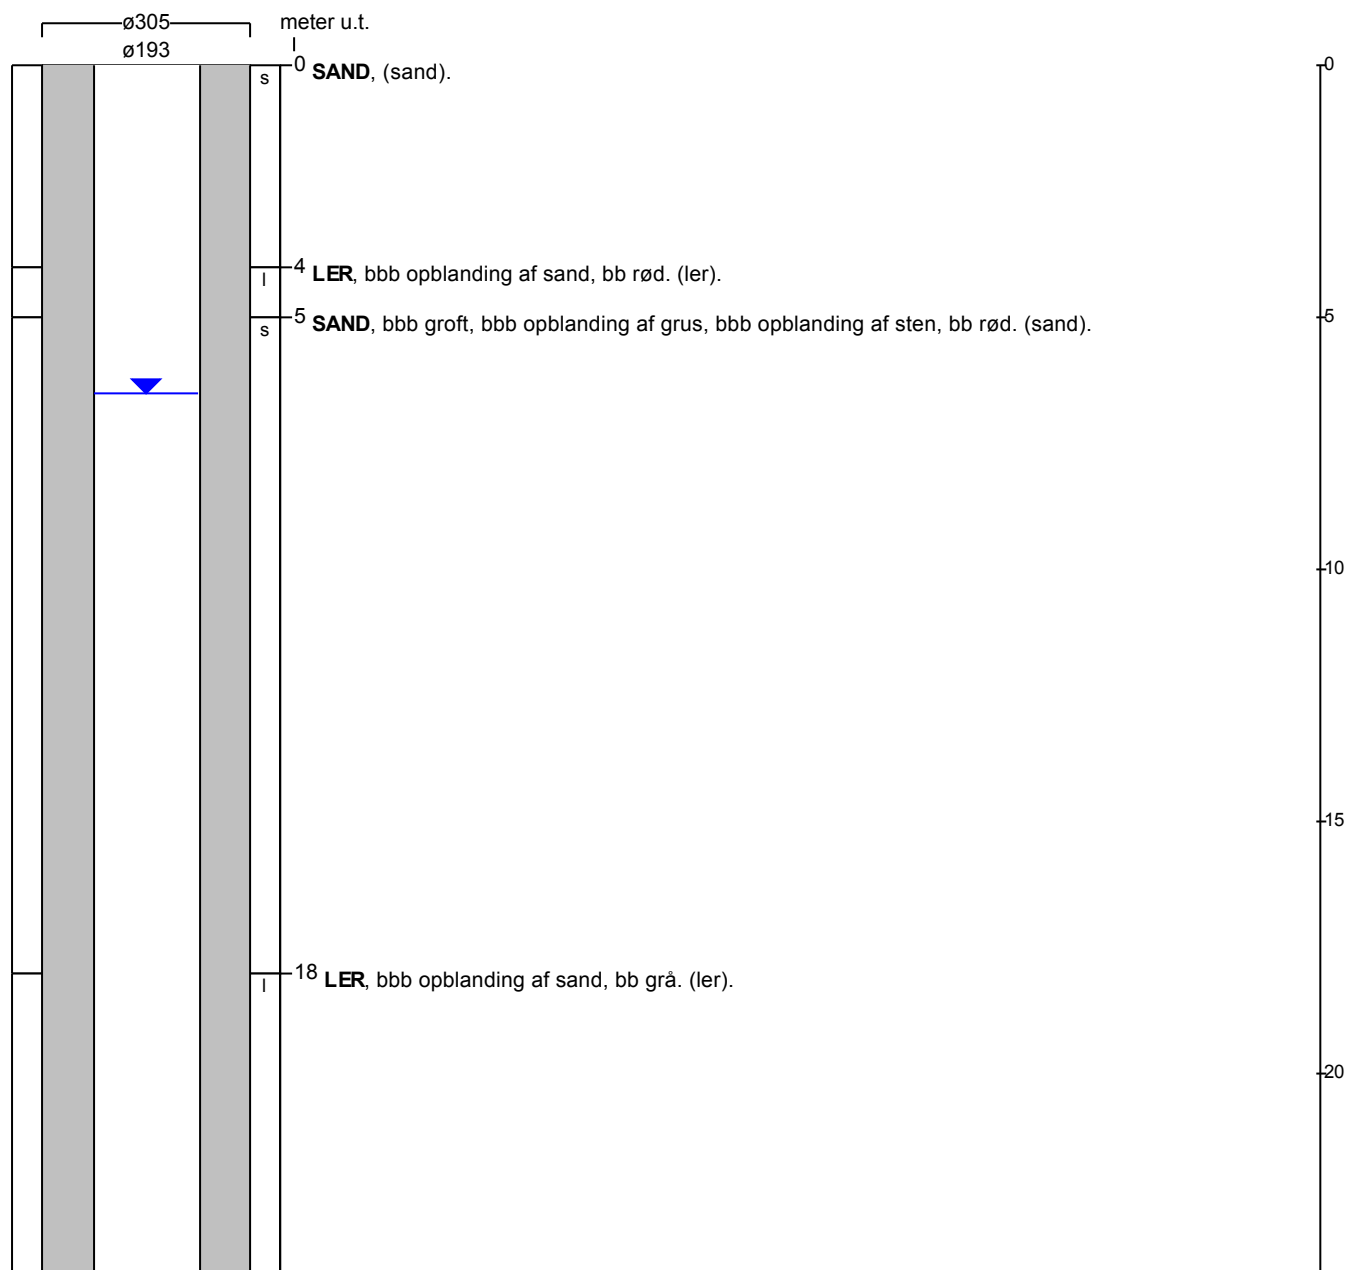 ø305 meter u.t.
ø193
0 SAND, (sand). 0
s
4 LER, bbb opblanding af sand, bb rød. (ler).
l
5 SAND, bbb groft, bbb opblanding af grus, bbb opblanding af sten, bb rød. (sand). 5
s
10
15
18 LER, bbb opblanding af sand, bb grå. (ler).
l
20